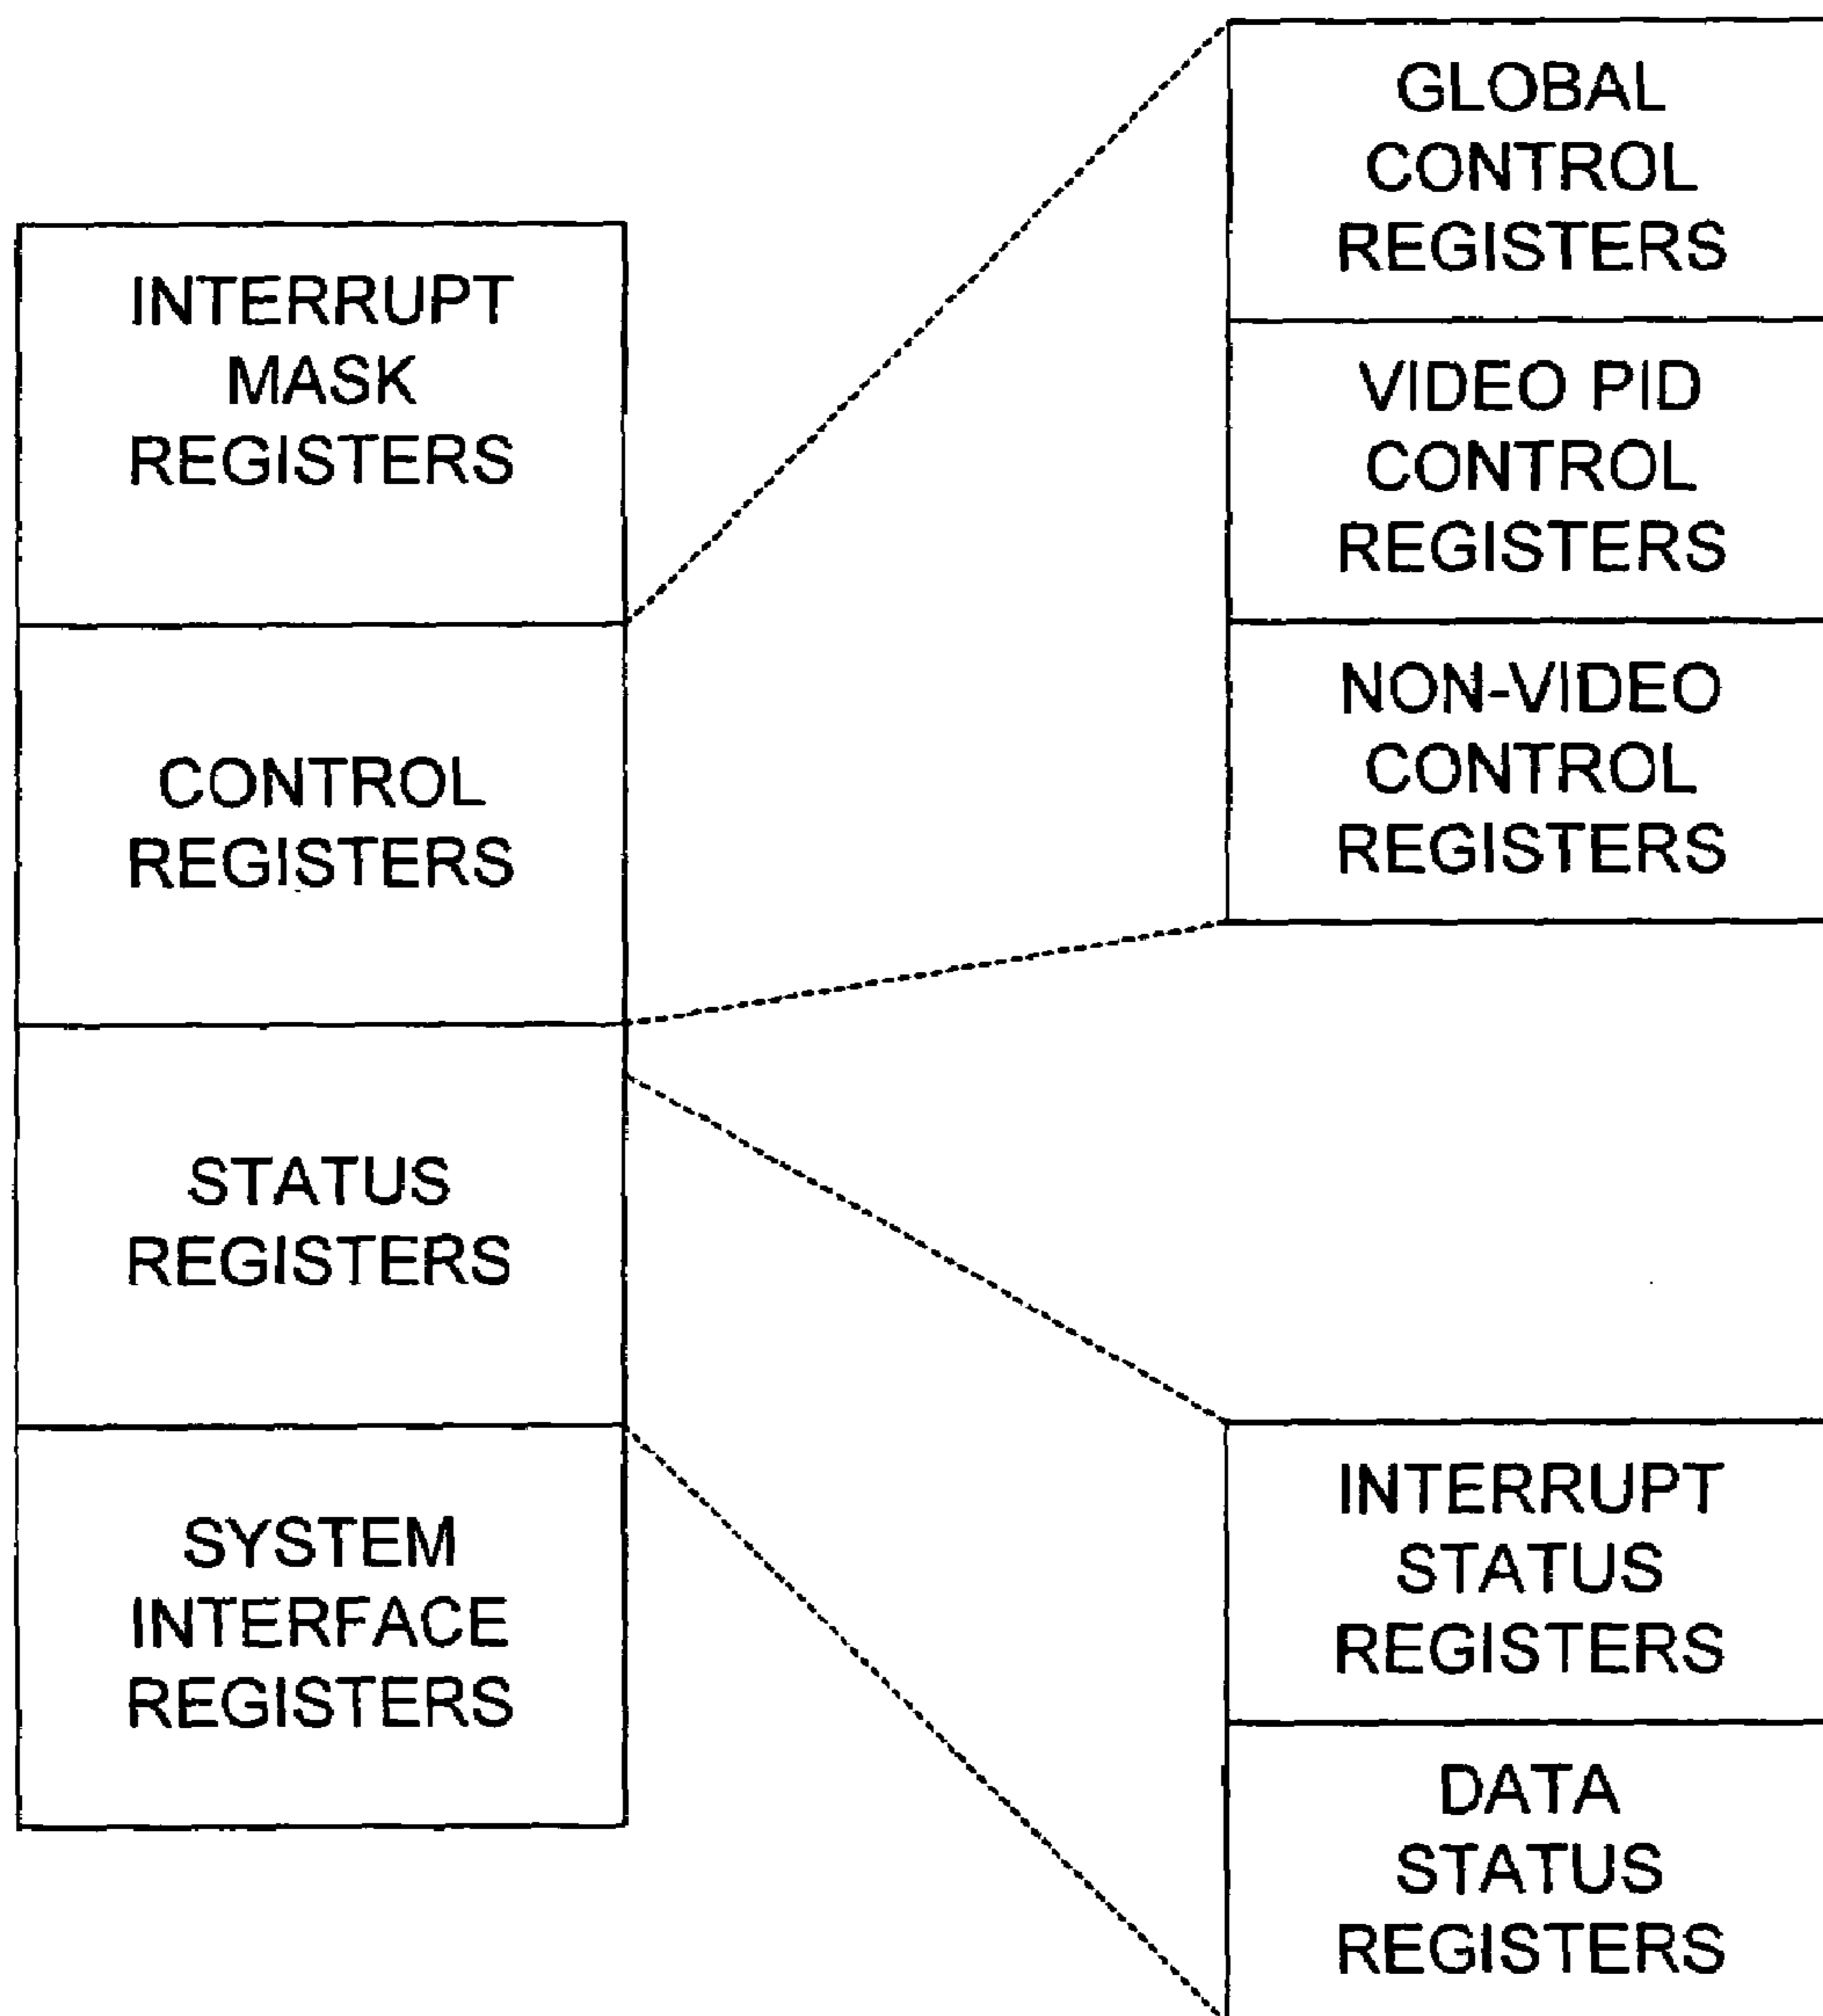 INTERRUPT
MASK
REGISTERS
CONTROL
REGISTERS
STATUS
REGISTERS
SYSTEM
INTERFACE
REGISTERS
GLOBAL
CONTROL
REGISTERS
VIDEO PID
CONTROL
REGISTERS
NON-VIDEO
CONTROL
REGISTERS
INTERRUPT
STATUS
REGISTERS
DATA
STATUS
REGISTERS